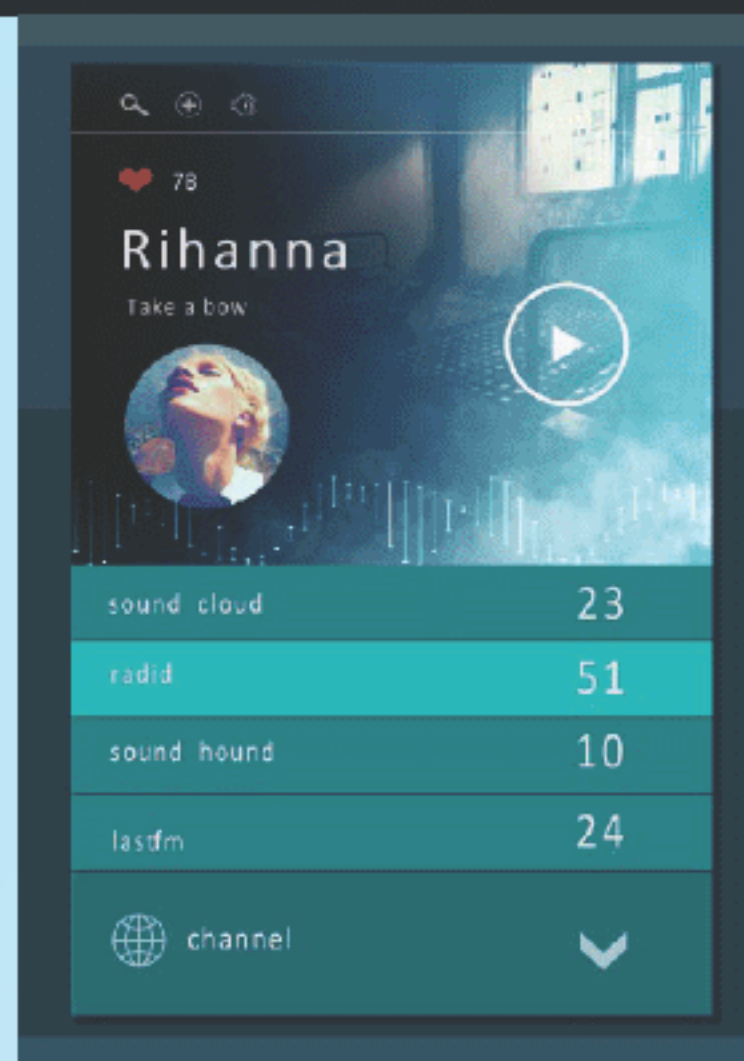 78
Rihanna
Take a bow
sound cloud 23
radid 51
sound hound 10
lastfm 24
channel